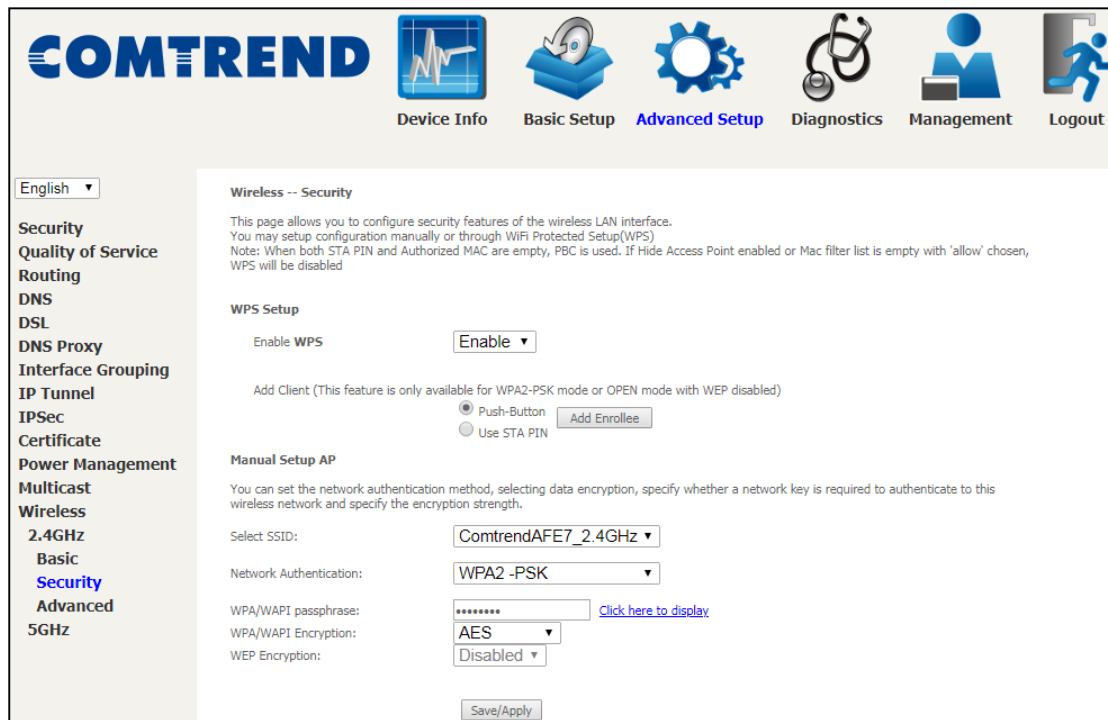 COMTREND
Device Info
Basic Setup
Advanced Setup
Diagnostics
Management
Logout
English
Security
Quality of Service
Routing
DNS
DSL
DNS Proxy
Interface Grouping
IP Tunnel
IPSec
Certificate
Power Management
Multicast
Wireless
2.4GHz
Basic
Security
Advanced
5GHz
Wireless -- Security
This page allows you to configure security features of the wireless LAN interface.
You may setup configuration manually or through WiFi Protected Setup(WPS)
Note: When both STA PIN and Authorized MAC are empty, PBC is used. If Hide Access Point enabled or Mac filter list is empty with 'allow' chosen,
WPS will be disabled
WPS Setup
Enable WPS
Enable
Add Client (This feature is only available for WPA2-PSK mode or OPEN mode with WEP disabled)
Push-Button
Add Enrollee
Use STA PIN
Manual Setup AP
You can set the network authentication method, selecting data encryption, specify whether a network key is required to authenticate to this
wireless network and specify the encryption strength.
Select SSID:
ComtrendAFE7_2.4GHz
Network Authentication:
WPA2 -PSK
WPA/WAPI passphrase:
••••••••
Click here to display
WPA/WAPI Encryption:
AES
WEP Encryption:
Disabled
Save/Apply